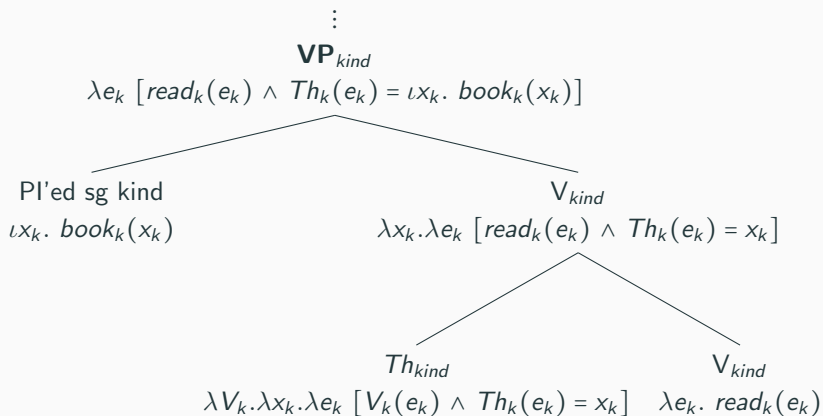 ⋮
VP_kind
λe_k [read_k(e_k) ∧ Th_k(e_k) = ιx_k. book_k(x_k)]
PI'ed sg kind V_kind
ιx_k. book_k(x_k) λx_k.λe_k [read_k(e_k) ∧ Th_k(e_k) = x_k]
Th_kind V_kind
λV_k.λx_k.λe_k [V_k(e_k) ∧ Th_k(e_k) = x_k] λe_k. read_k(e_k)